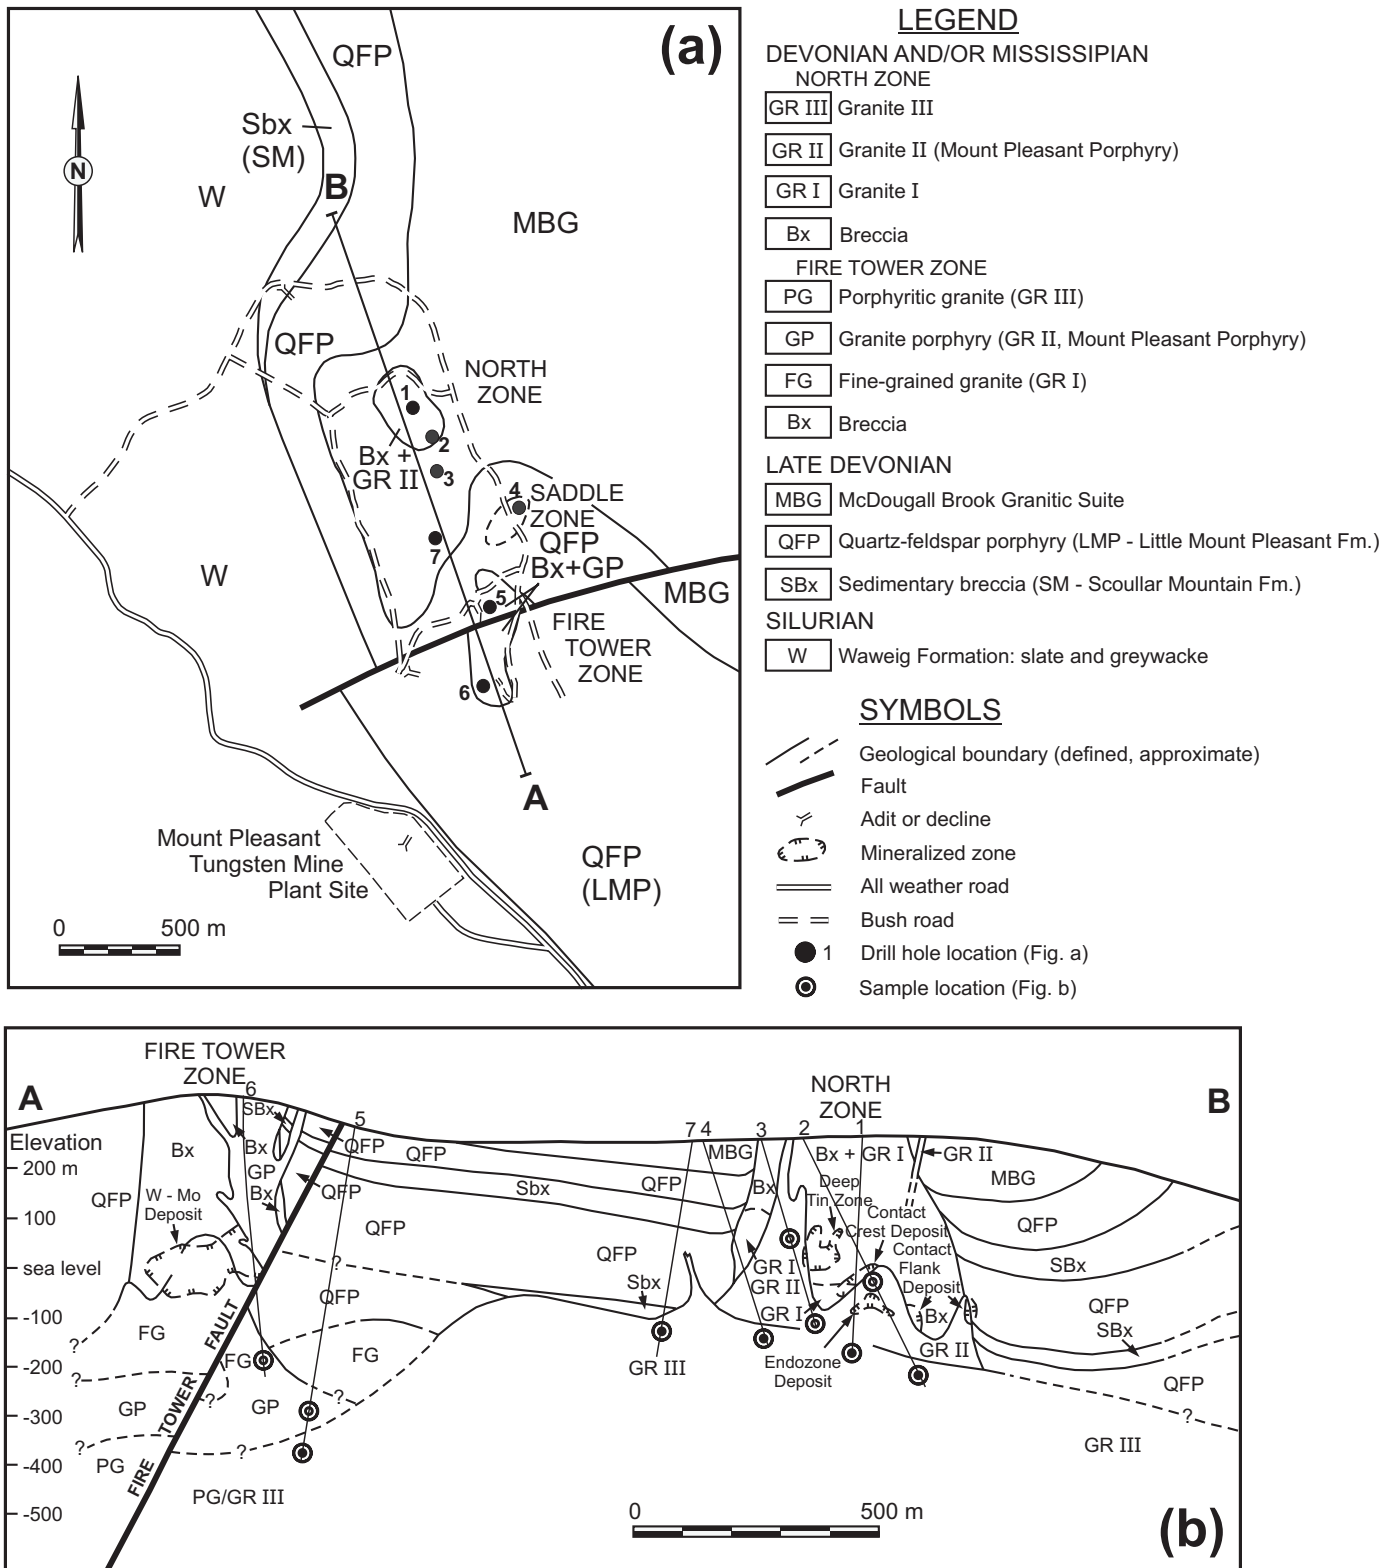 (a)
QFP
Sbx
(SM)
N
W
B
MBG
QFP
NORTH
ZONE
1
2
Bx +
GR II
3
4
SADDLE
ZONE
QFP
Bx+GP
7
W
5
MBG
FIRE
TOWER
ZONE
6
A
Mount Pleasant
Tungsten Mine
Plant Site
QFP
(LMP)
0 500 m
LEGEND
DEVONIAN AND/OR MISSISSIPIAN
NORTH ZONE
GR III Granite III
GR II Granite II (Mount Pleasant Porphyry)
GR I Granite I
Bx Breccia
FIRE TOWER ZONE
PG Porphyritic granite (GR III)
GP Granite porphyry (GR II, Mount Pleasant Porphyry)
FG Fine-grained granite (GR I)
Bx Breccia
LATE DEVONIAN
MBG McDougall Brook Granitic Suite
QFP Quartz-feldspar porphyry (LMP - Little Mount Pleasant Fm.)
SBx Sedimentary breccia (SM - Scoullar Mountain Fm.)
SILURIAN
W Waweig Formation: slate and greywacke
SYMBOLS
Geological boundary (defined, approximate)
Fault
Adit or decline
Mineralized zone
All weather road
Bush road
1 Drill hole location (Fig. a)
Sample location (Fig. b)
FIRE TOWER
ZONE
A
6
SBx
5
7 4
3
2
NORTH
ZONE
1
B
Elevation
200 m
100
sea level
-100
-200
-300
-400
-500
Bx
QFP
W - Mo
Deposit
Bx
GP
Bx
QFP
QFP
QFP
QFP
Sbx
QFP
MBG
Bx
Bx + GR I
GR II
Deep
Tin Zone
Contact
Crest Deposit
Contact
Flank
Deposit
MBG
QFP
SBx
QFP
SBx
QFP
?
QFP
Sbx
QFP
GR I
GR II
GR I
Bx
GR II
Endozone
Deposit
GR III
FG
?
FG
FG
?
?
?
GP
GP
?
?
PG
PG/GR III
FIRE TOWER FAULT
?
GR III
0 500 m
(b)